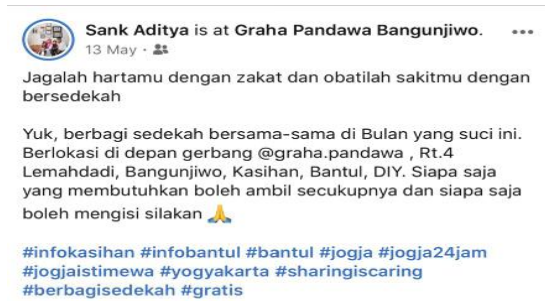 Sank Aditya is at Graha Pandawa Bangunjiwo.
13 May ·
Jagalah hartamu dengan zakat dan obatilah sakitmu dengan
bersedekah
Yuk, berbagi sedekah bersama-sama di Bulan yang suci ini.
Berlokasi di depan gerbang @graha.pandawa , Rt.4
Lemahdadi, Bangunjiwo, Kasihan, Bantul, DIY. Siapa saja
yang membutuhkan boleh ambil secukupnya dan siapa saja
boleh mengisi silakan 🙏
#infokasihan #infobantul #bantul #jogja #jogja24jam
#jogjaistimewa #yogyakarta #sharingiscaring
#berbagisedekah #gratis